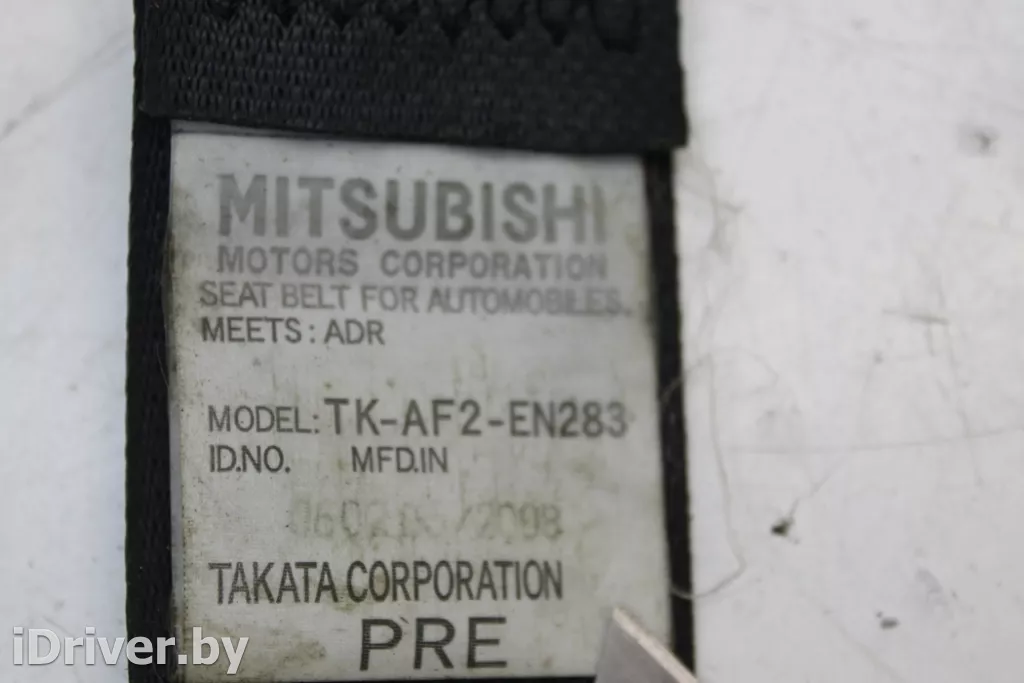 MITSUBISHI
MOTORS CORPORATION
SEAT BELT FOR AUTOMOBILES.
MEETS: ADR
MODEL: TK-AF2-EN283
ID.NO. MFD.IN
TAKATA CORPORATION
PRE
iDriver.by